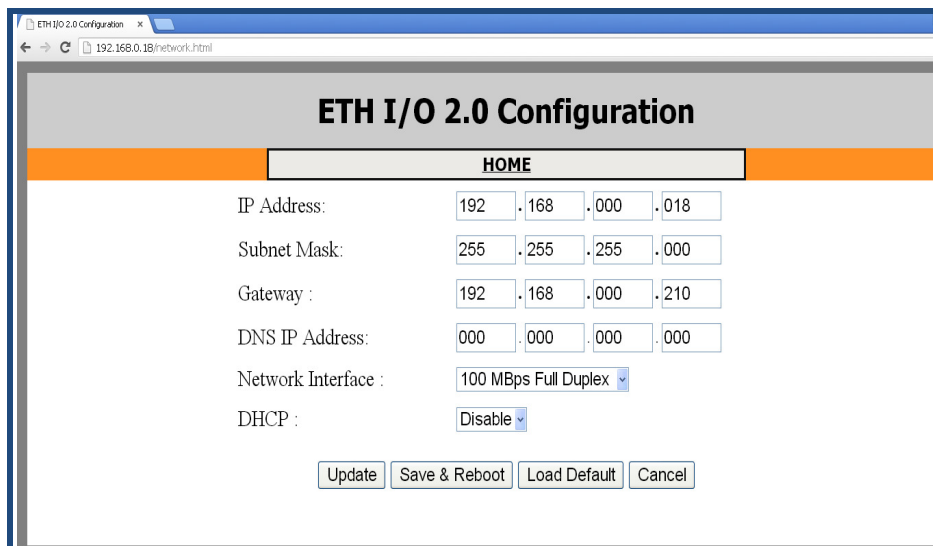 ETH I/O 2.0 Configuration ×
192.168.0.18/network.html
ETH I/O 2.0 Configuration
HOME
IP Address: 192 . 168 . 000 . 018
Subnet Mask: 255 . 255 . 255 . 000
Gateway : 192 . 168 . 000 . 210
DNS IP Address: 000 . 000 . 000 . 000
Network Interface : 100 MBps Full Duplex
DHCP : Disable
Update Save & Reboot Load Default Cancel